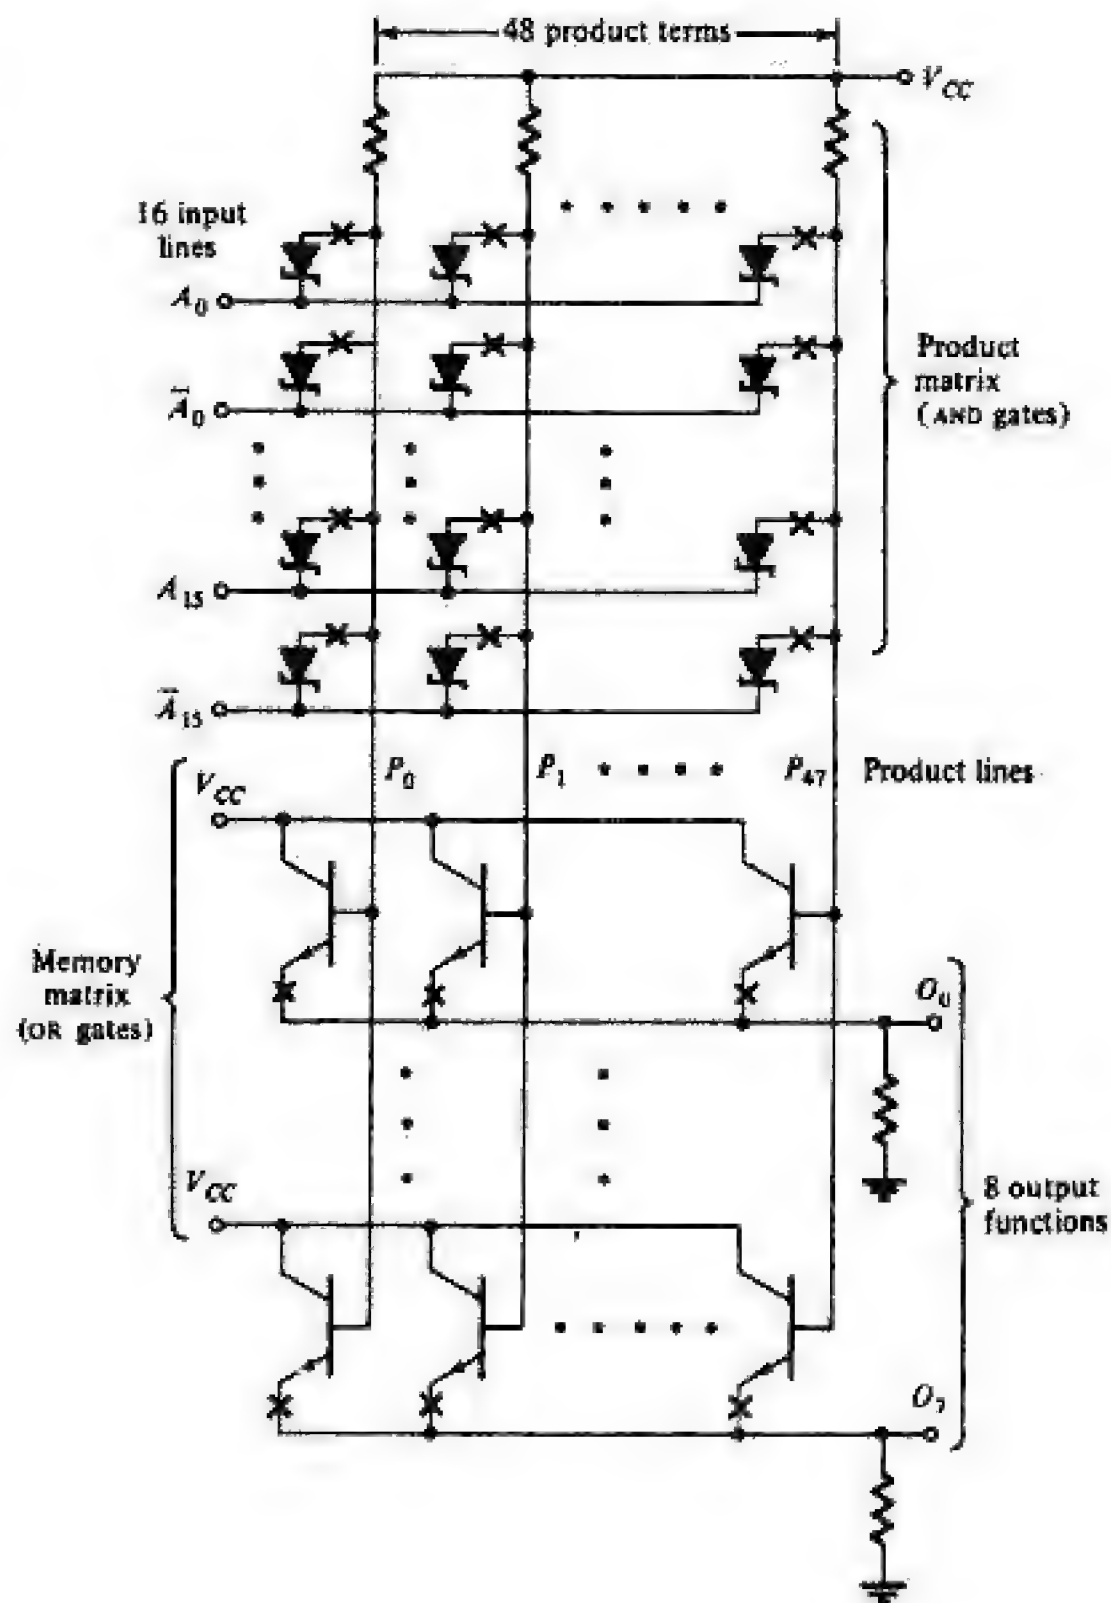 48 product terms
V_CC
16 input
lines
A_0
Ā_0
A_15
Ā_15
Product
matrix
(AND gates)
P_0
P_1
P_47
Product lines
V_CC
Memory
matrix
(OR gates)
O_0
V_CC
8 output
functions
O_7